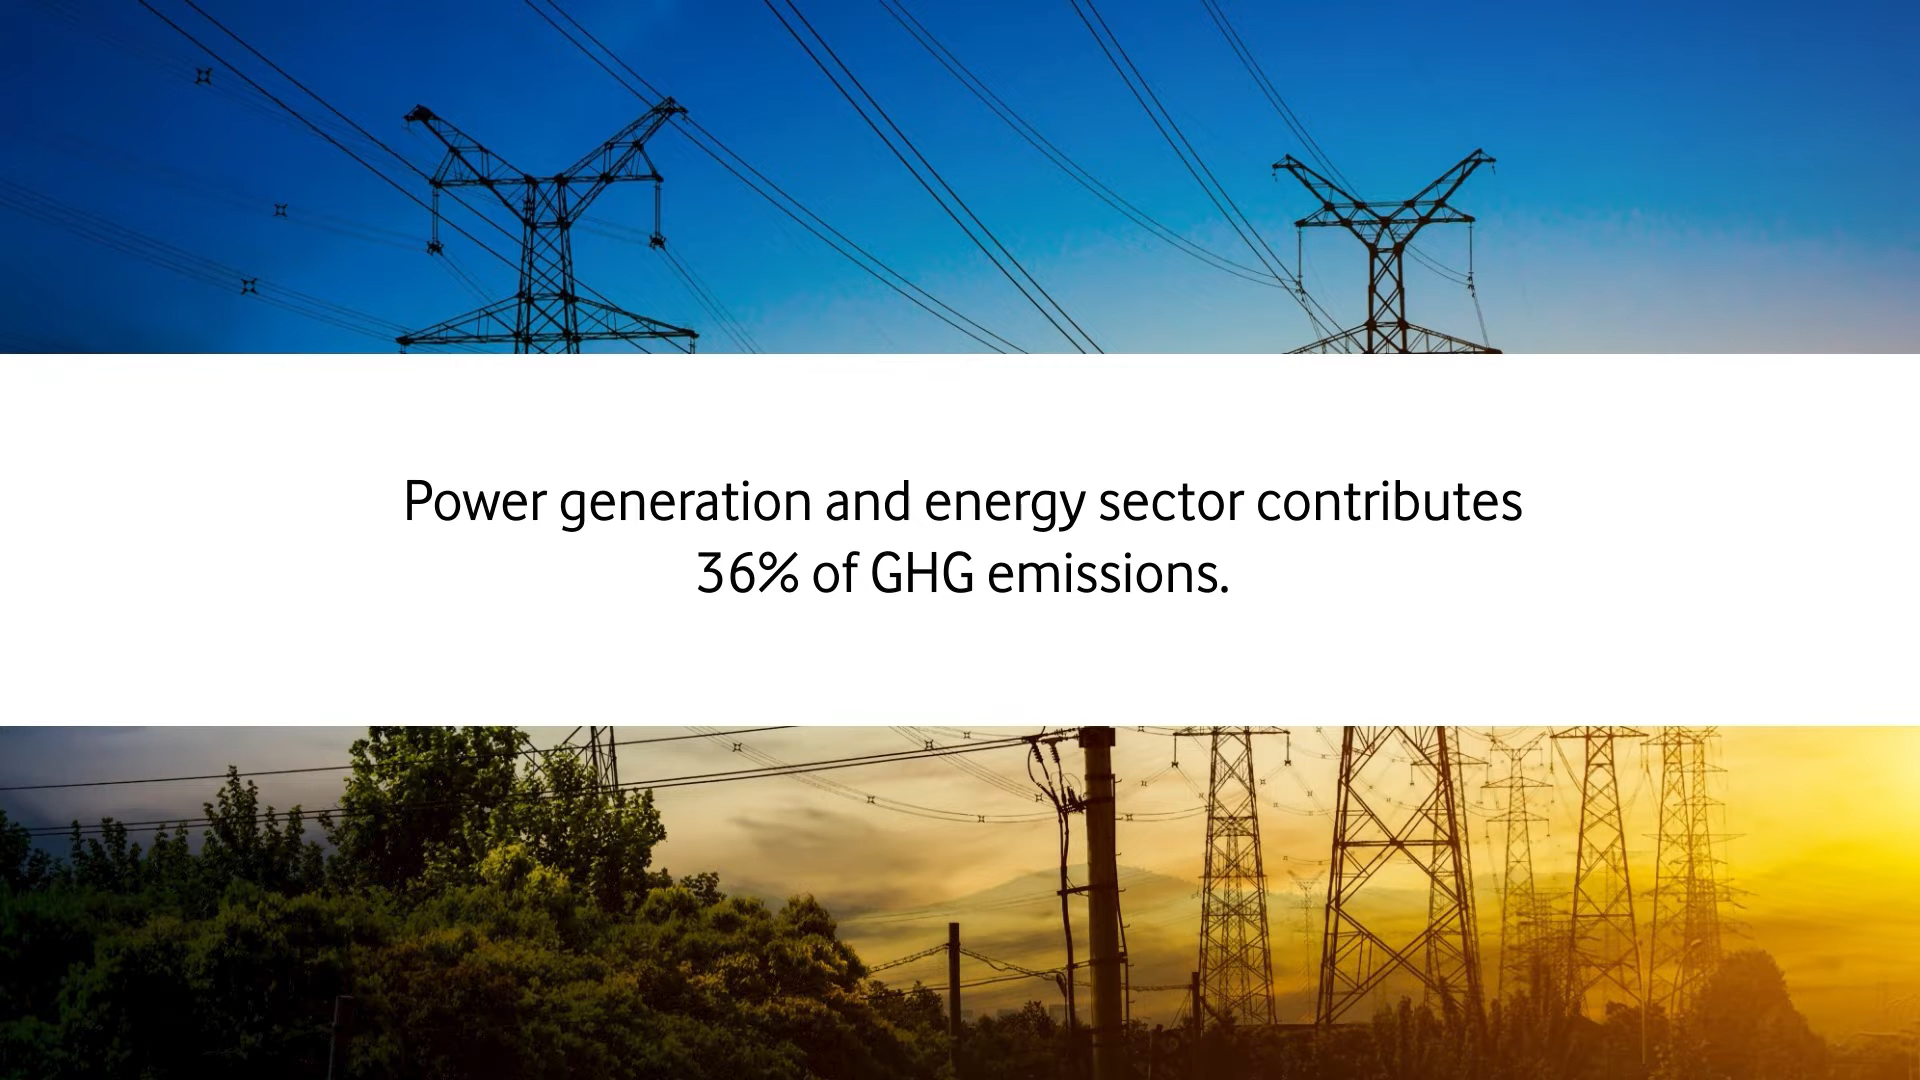 Power generation and energy sector contributes
36% of GHG emissions.